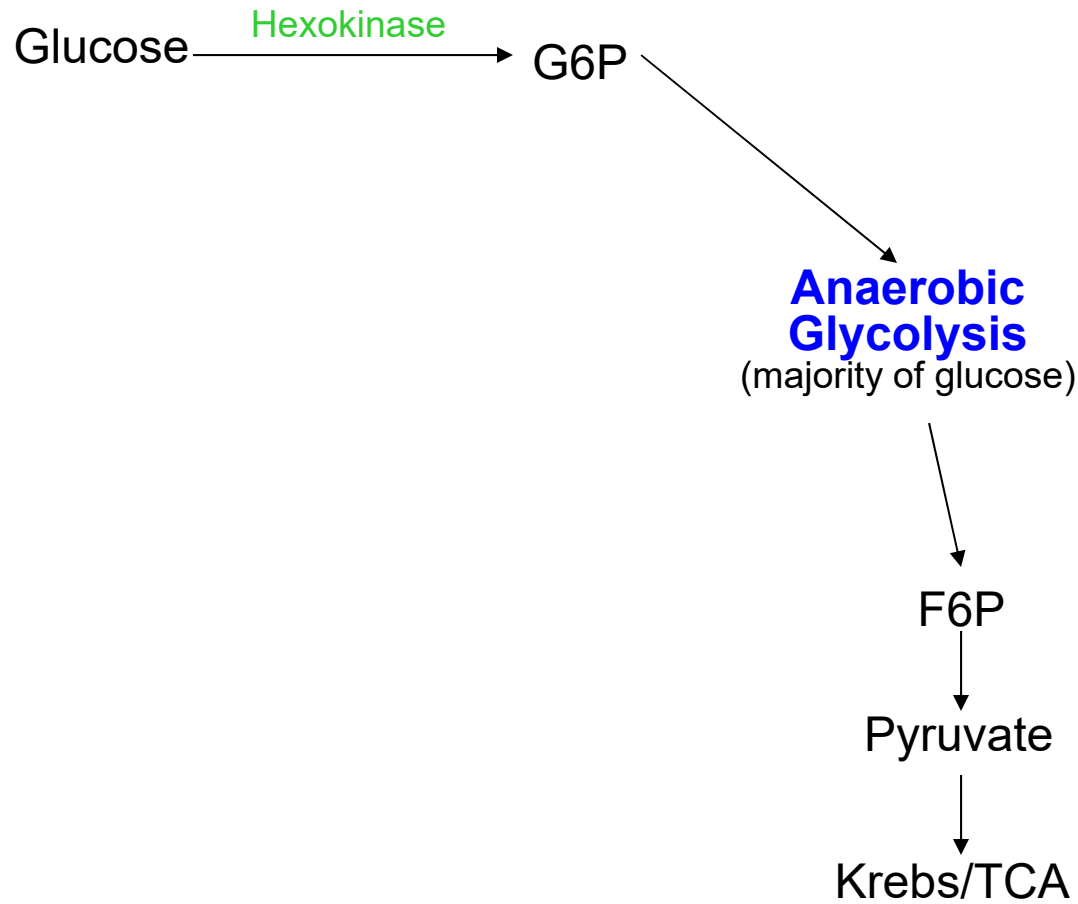 Hexokinase
Glucose
G6P
Anaerobic
Glycolysis
(majority of glucose)
F6P
Pyruvate
Krebs/TCA